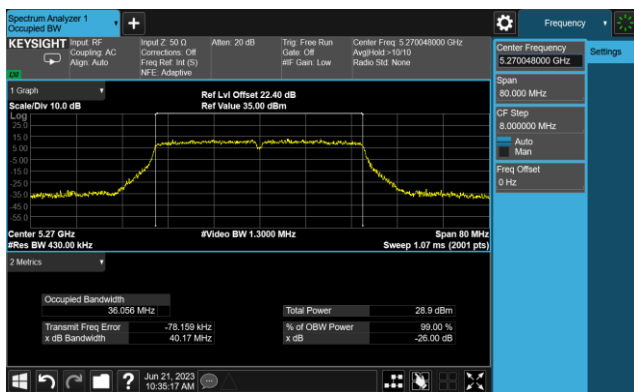 Spectrum Analyzer 1
Occupied BW
Frequency
KEYSIGHT
Input: RF
Coupling: AC
Align: Auto
Input Z: 50 Ω
Corrections: Off
Freq Ref: Int (S)
NFE: Adaptive
Atten: 20 dB
Trig: Free Run
Gate: Off
#IF Gain: Low
Center Freq: 5.270048000 GHz
Avg|Hold:>10/10
Radio Std: None
Center Frequency
5.270048000 GHz
Settings
Span
80.000 MHz
CF Step
8.000000 MHz
Auto
Man
Freq Offset
0 Hz
1 Graph
Scale/Div 10.0 dB
Ref Lvl Offset 22.40 dB
Ref Value 35.00 dBm
Log
25.0
15.0
5.00
-5.00
-15.0
-25.0
-35.0
-45.0
-55.0
Center 5.27 GHz
#Video BW 1.3000 MHz
Span 80 MHz
#Res BW 430.00 kHz
Sweep 1.07 ms (2001 pts)
2 Metrics
Occupied Bandwidth
36.056 MHz
Total Power 28.9 dBm
Transmit Freq Error -78.159 kHz
% of OBW Power 99.00 %
x dB Bandwidth 40.17 MHz
x dB -26.00 dB
?
Jun 21, 2023
10:35:17 AM